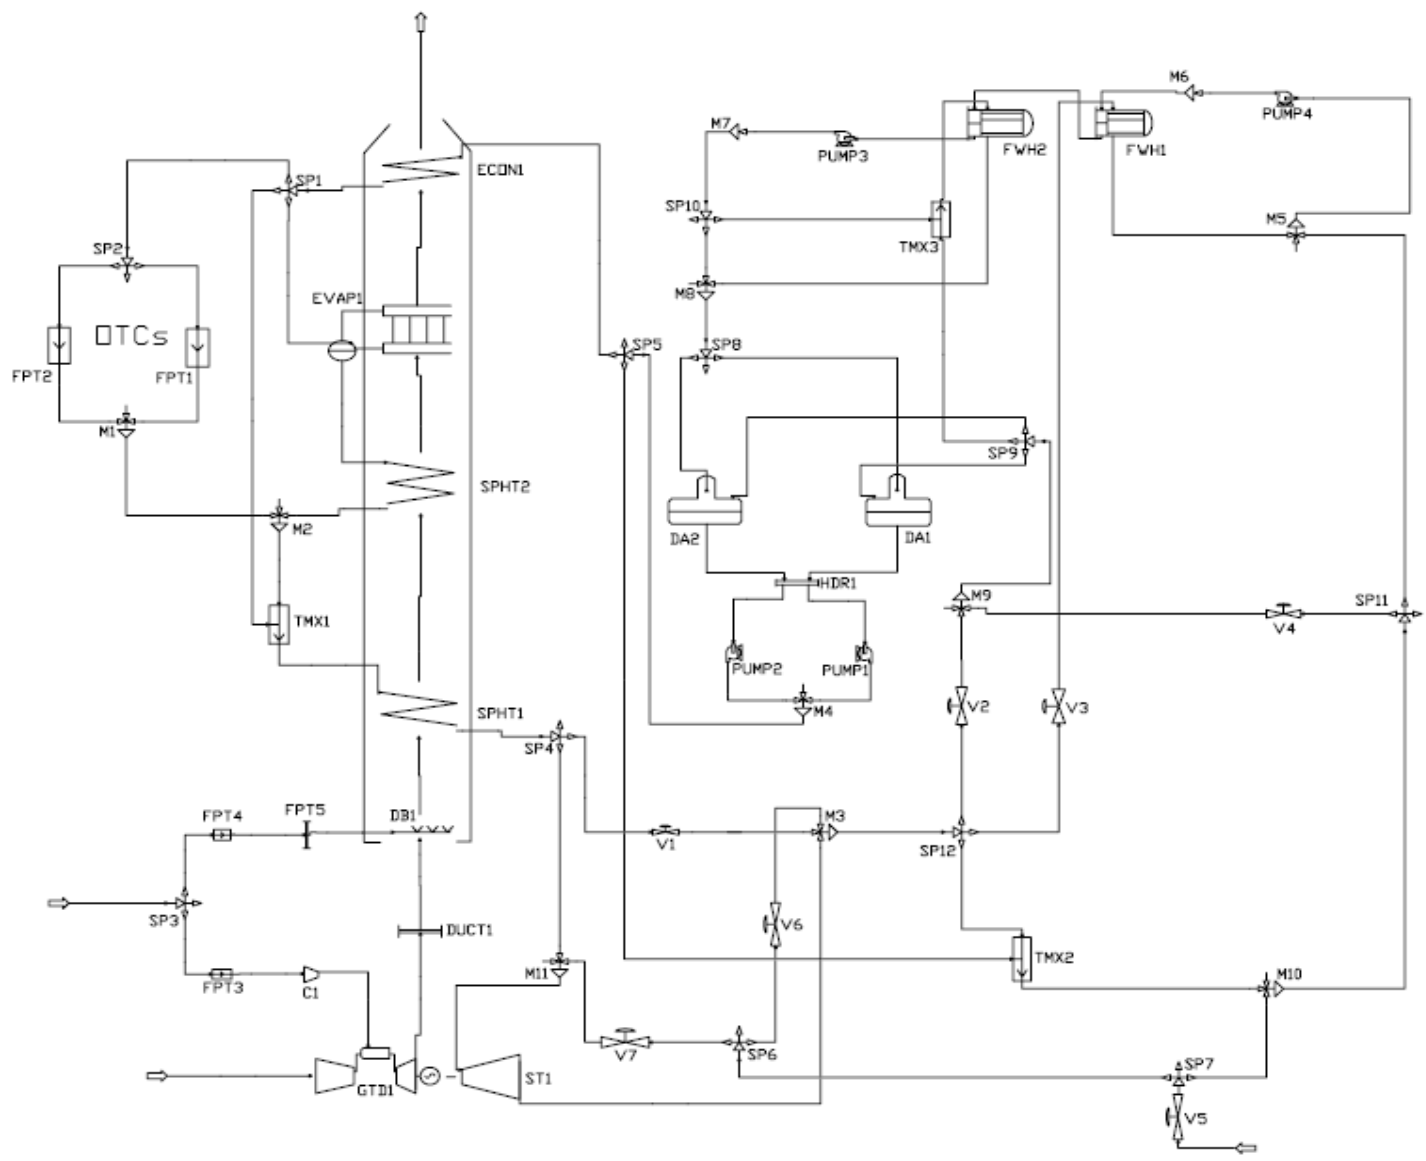 M6
PUMP4
M7
PUMP3
FWH2
FWH1
ECON1
SP1
SP10
M5
TMX3
SP2
EVAP1
M8
OTCs
SP5
SP8
FPT2
FPT1
M1
SP9
SPHT2
M2
DA2
DA1
HDR1
M9
SP11
TMX1
V4
PUMP2
PUMP1
SPHT1
M4
V2
V3
SP4
FPT4
FPT5
DB1
M3
V1
SP12
SP3
V6
DUCT1
TMX2
FPT3
C1
M11
M10
V7
SP6
SP7
GTD1
ST1
V5